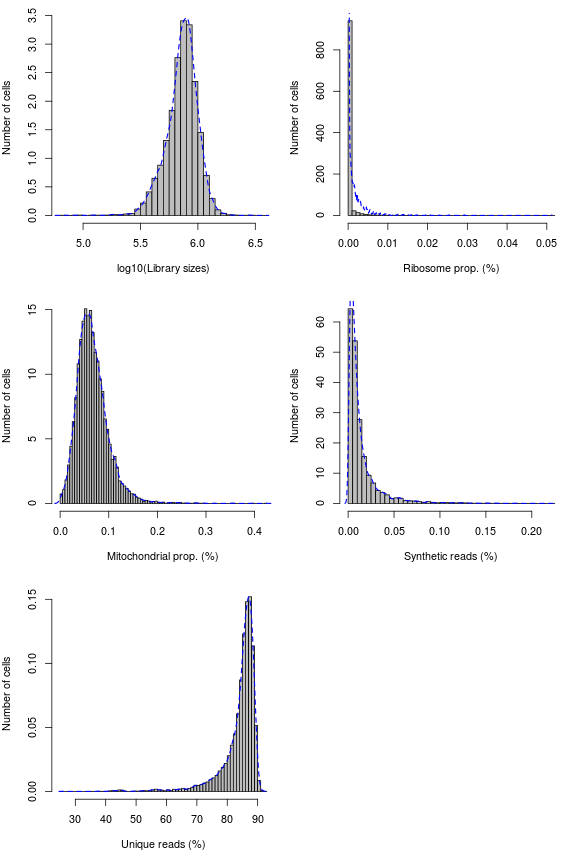 Number of cells
0.0 0.5 1.0 1.5 2.0 2.5 3.0 3.5
5.0 5.5 6.0 6.5
log10(Library sizes)
Number of cells
0 200 400 600 800
0.00 0.01 0.02 0.03 0.04 0.05
Ribosome prop. (%)
Number of cells
0 5 10 15
0.0 0.1 0.2 0.3 0.4
Mitochondrial prop. (%)
Number of cells
0 10 20 30 40 50 60
0.00 0.05 0.10 0.15 0.20
Synthetic reads (%)
Number of cells
0.00 0.05 0.10 0.15
30 40 50 60 70 80 90
Unique reads (%)